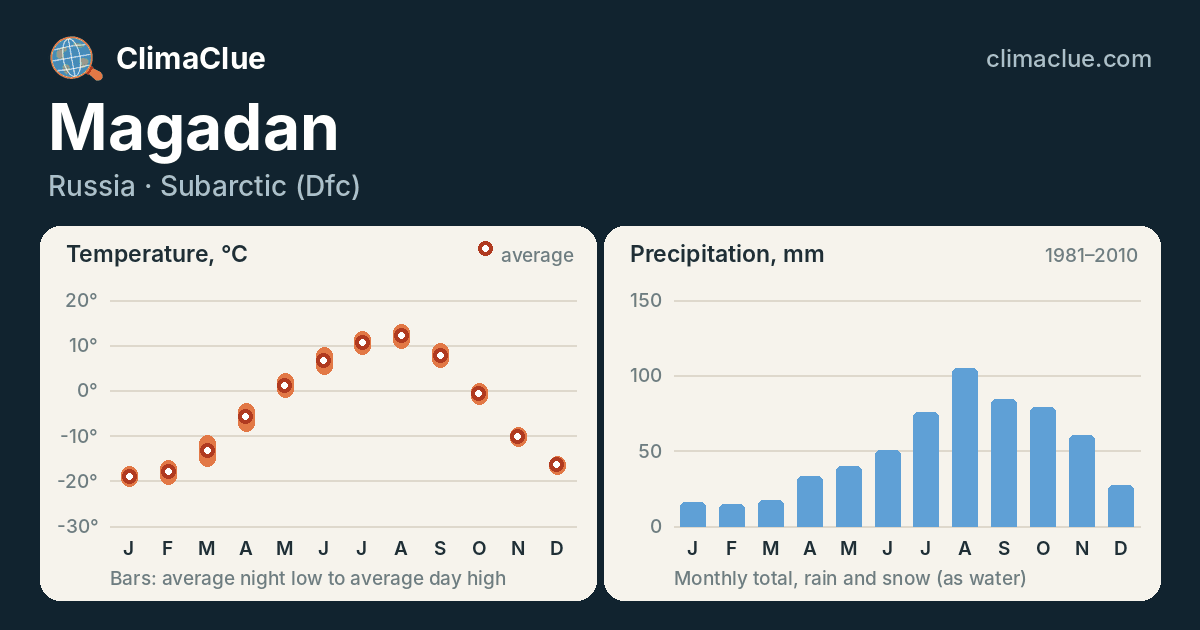 ClimaClue
climaclue.com
Magadan
Russia · Subarctic (Dfc)
Temperature, °C
average
20°
10°
0°
-10°
-20°
-30°
J F M A M J J A S O N D
Bars: average night low to average day high
Precipitation, mm
1981–2010
150
100
50
0
J F M A M J J A S O N D
Monthly total, rain and snow (as water)